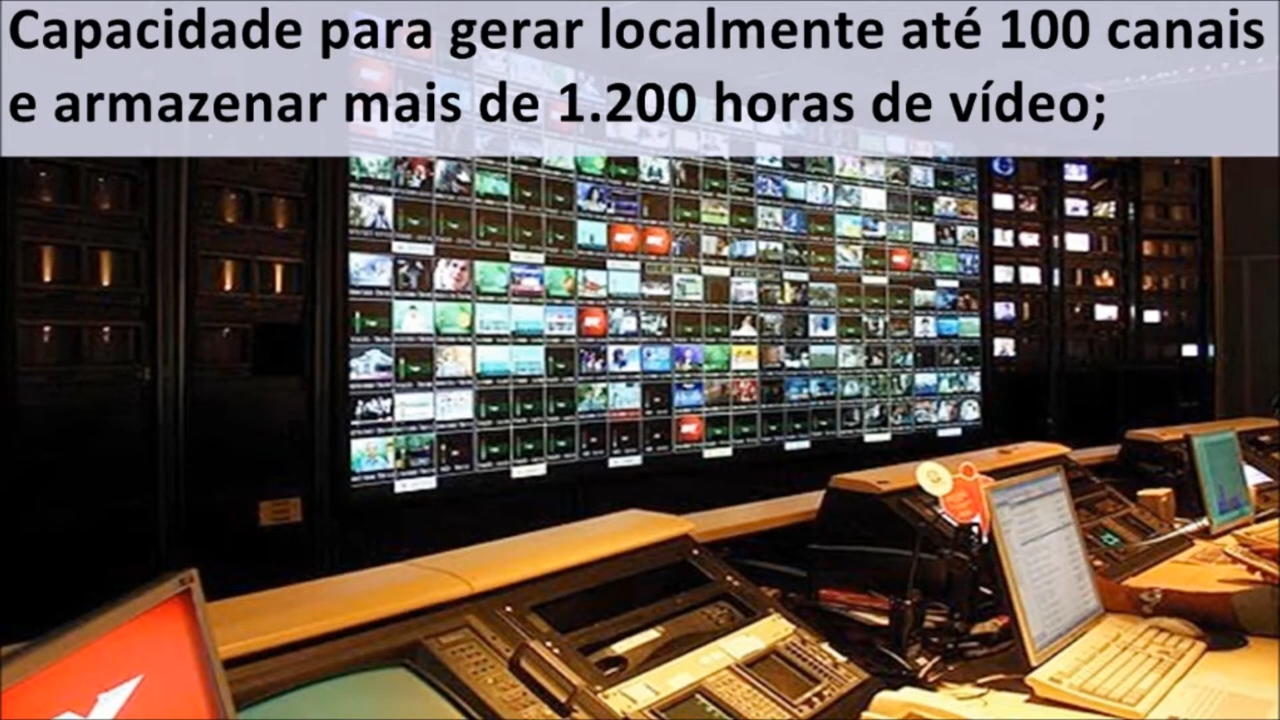 Capacidade para gerar localmente até 100 canais
e armazenar mais de 1.200 horas de vídeo;